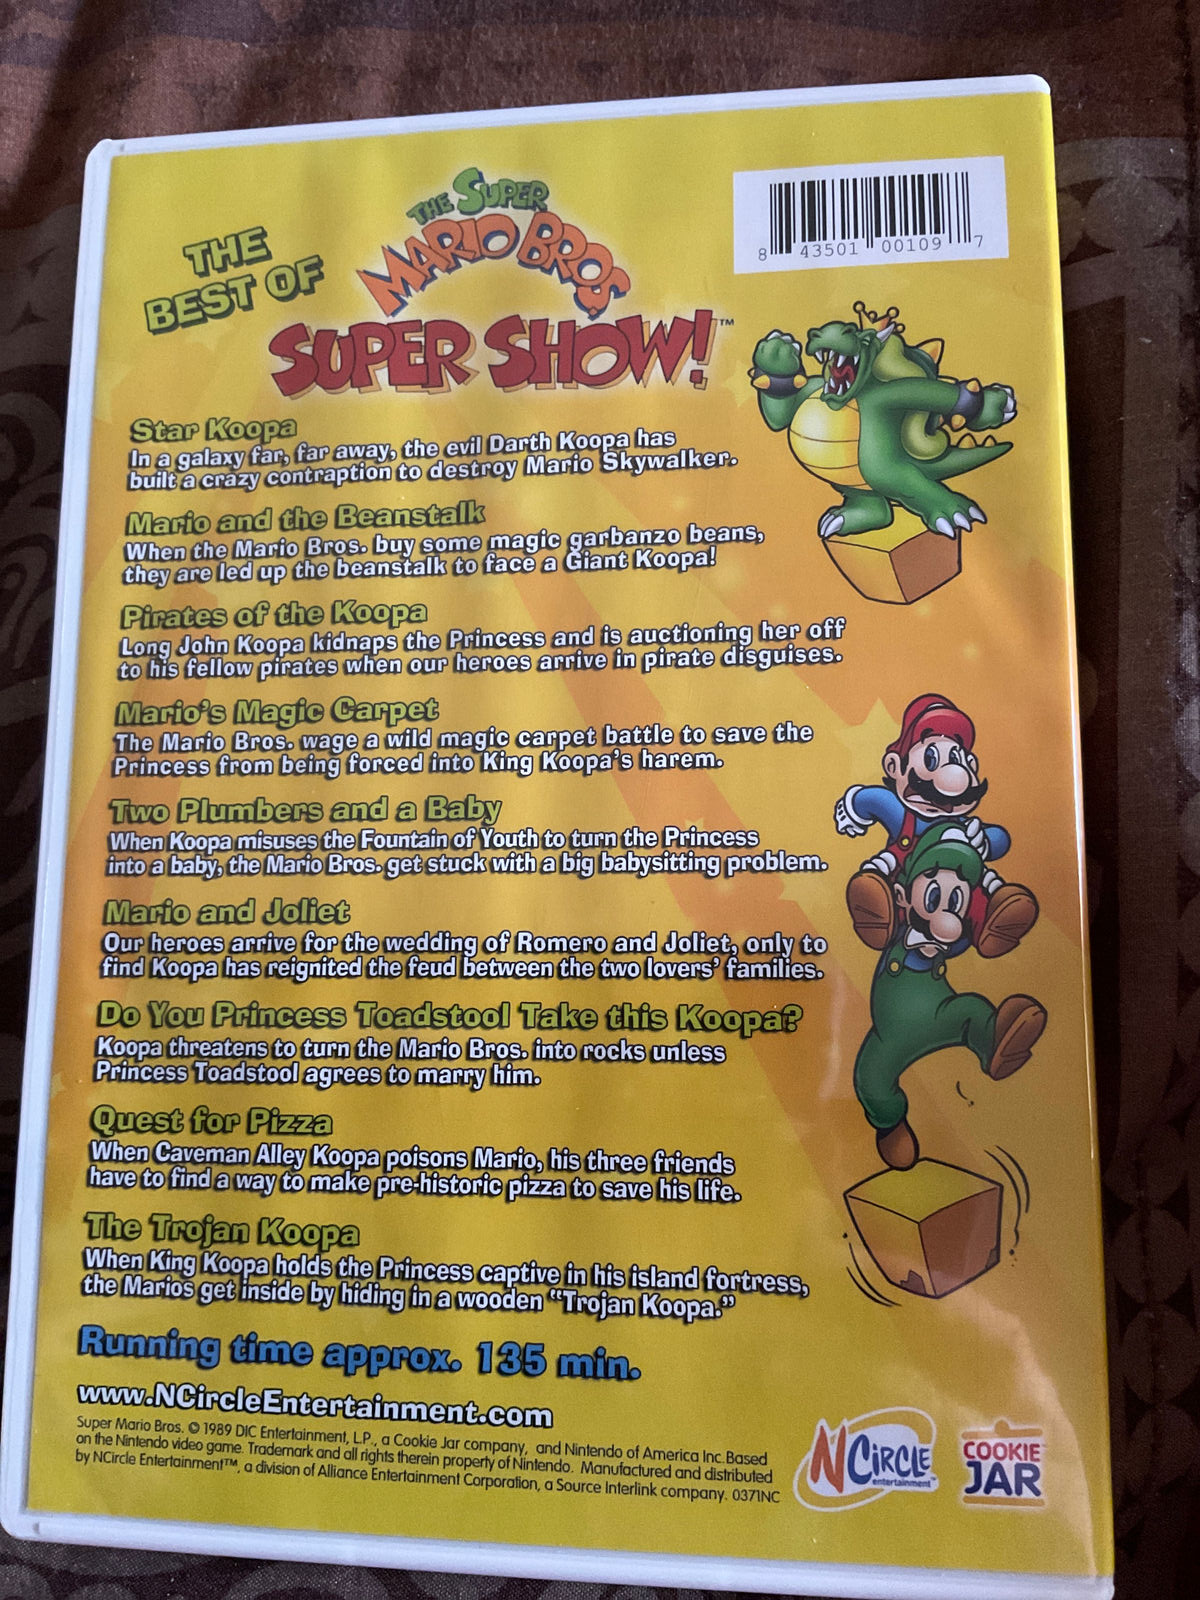 THE BEST OF
THE SUPER
MARIO BROS.
SUPER SHOW!™
8 43501 00109 7
Star Koopa
In a galaxy far, far away, the evil Darth Koopa has
built a crazy contraption to destroy Mario Skywalker.
Mario and the Beanstalk
When the Mario Bros. buy some magic garbanzo beans,
they are led up the beanstalk to face a Giant Koopa!
Pirates of the Koopa
Long John Koopa kidnaps the Princess and is auctioning her off
to his fellow pirates when our heroes arrive in pirate disguises.
Mario's Magic Carpet
The Mario Bros. wage a wild magic carpet battle to save the
Princess from being forced into King Koopa's harem.
Two Plumbers and a Baby
When Koopa misuses the Fountain of Youth to turn the Princess
into a baby, the Mario Bros. get stuck with a big babysitting problem.
Mario and Joliet
Our heroes arrive for the wedding of Romero and Joliet, only to
find Koopa has reignited the feud between the two lovers' families.
Do You Princess Toadstool Take this Koopa?
Koopa threatens to turn the Mario Bros. into rocks unless
Princess Toadstool agrees to marry him.
Quest for Pizza
When Caveman Alley Koopa poisons Mario, his three friends
have to find a way to make pre-historic pizza to save his life.
The Trojan Koopa
When King Koopa holds the Princess captive in his island fortress,
the Marios get inside by hiding in a wooden "Trojan Koopa."
Running time approx. 135 min.
www.NCircleEntertainment.com
Super Mario Bros. © 1989 DIC Entertainment, L.P., a Cookie Jar company, and Nintendo of America Inc. Based
on the Nintendo video game. Trademark and all rights therein property of Nintendo. Manufactured and distributed
by NCircle Entertainment™, a division of Alliance Entertainment Corporation, a Source Interlink company. 0371NC
NCIRCLE
entertainment™
COOKIE
JAR